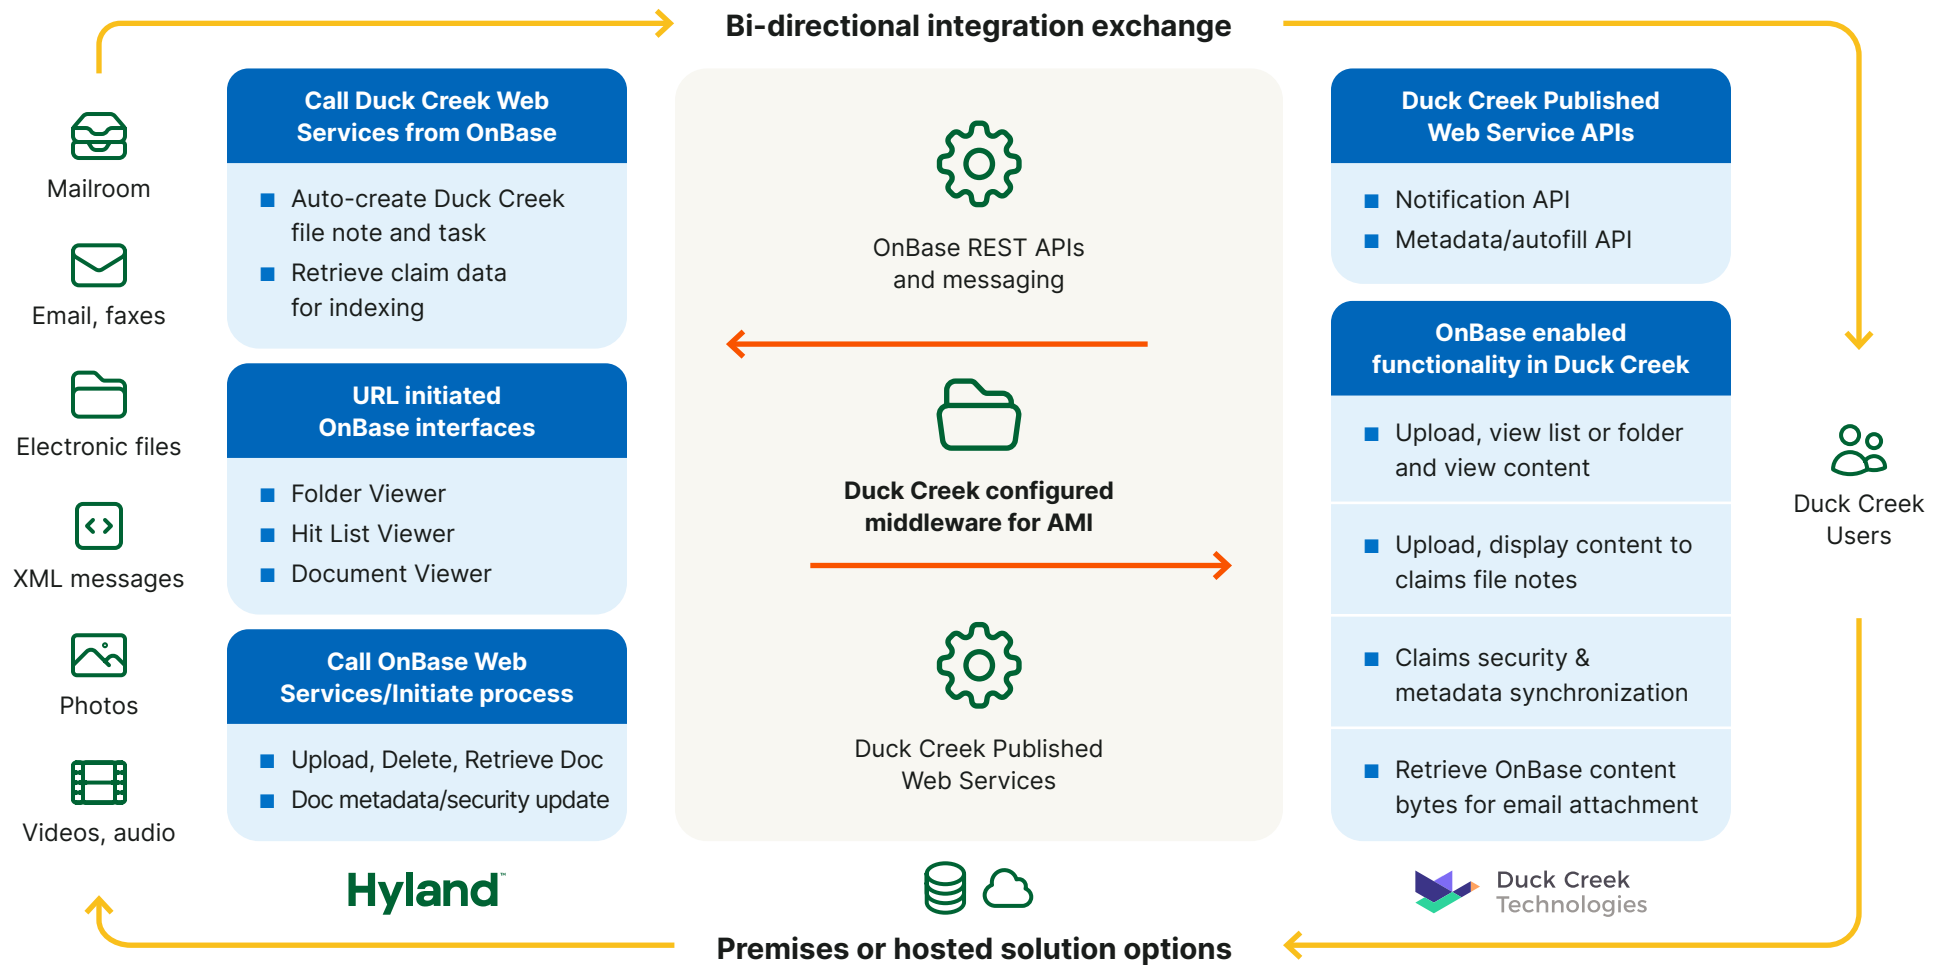 Bi-directional integration exchange
Mailroom
Email, faxes
Electronic files
XML messages
Photos
Videos, audio
Call Duck Creek Web
Services from OnBase
Auto-create Duck Creek
file note and task
Retrieve claim data
for indexing
URL initiated
OnBase interfaces
Folder Viewer
Hit List Viewer
Document Viewer
Call OnBase Web
Services/Initiate process
Upload, Delete, Retrieve Doc
Doc metadata/security update
Hyland™
OnBase REST APIs
and messaging
Duck Creek configured
middleware for AMI
Duck Creek Published
Web Services
Duck Creek Published
Web Service APIs
Notification API
Metadata/autofill API
OnBase enabled
functionality in Duck Creek
Upload, view list or folder
and view content
Upload, display content to
claims file notes
Claims security &
metadata synchronization
Retrieve OnBase content
bytes for email attachment
Duck Creek
Technologies
Duck Creek
Users
Premises or hosted solution options